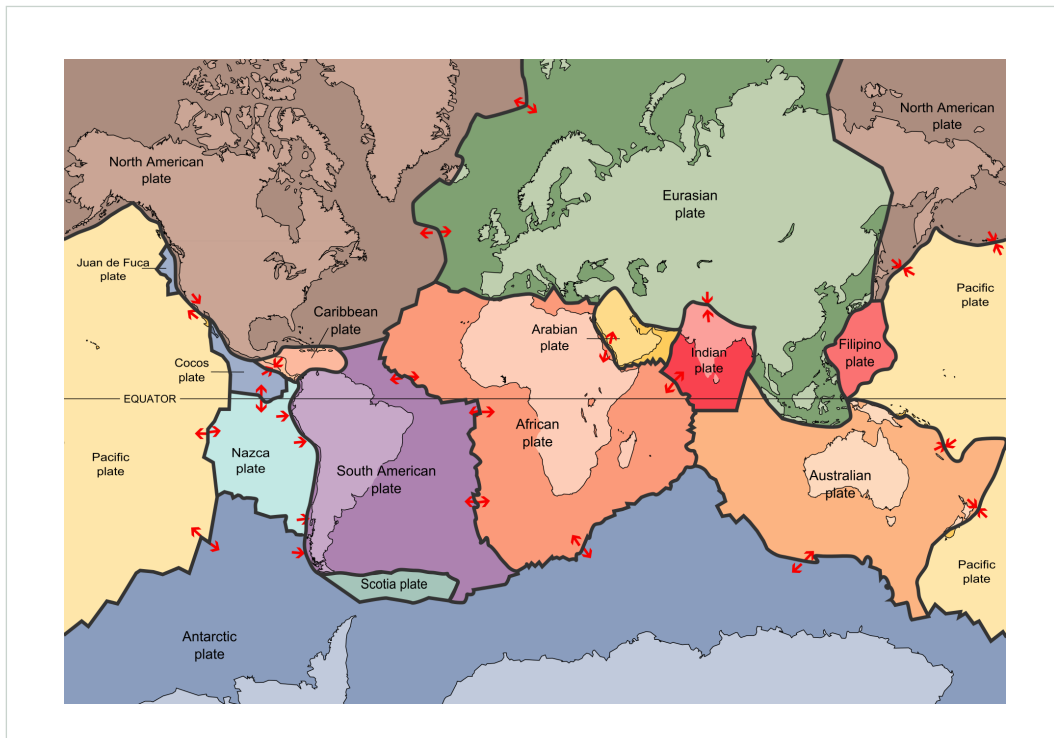 North American
plate
North American
plate
Eurasian
plate
Juan de Fuca
plate
Pacific
plate
Caribbean
plate
Arabian
plate
Filipino
plate
Indian
plate
Cocos
plate
EQUATOR
African
plate
Nazca
plate
Pacific
plate
South American
plate
Australian
plate
Scotia plate
Pacific
plate
Antarctic
plate